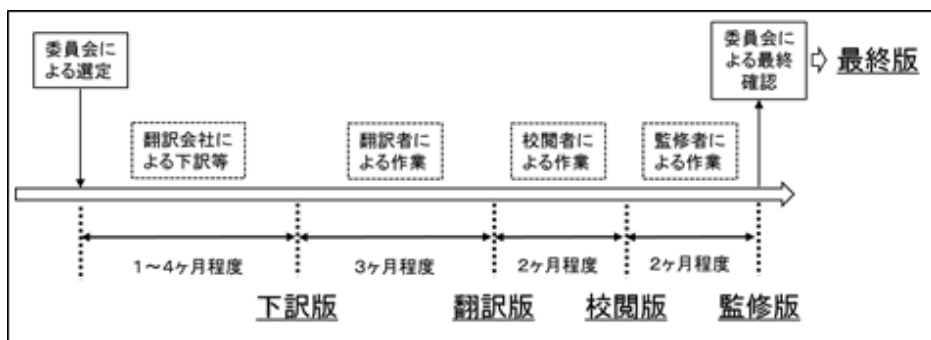 委員会に
よる選定
委員会に
よる最終
確認
最終版
翻訳会社に
よる下訳等
翻訳者に
よる作業
校閲者に
よる作業
監修者に
よる作業
1～4ヶ月程度
3ヶ月程度
2ヶ月程度
2ヶ月程度
下訳版
翻訳版
校閲版
監修版